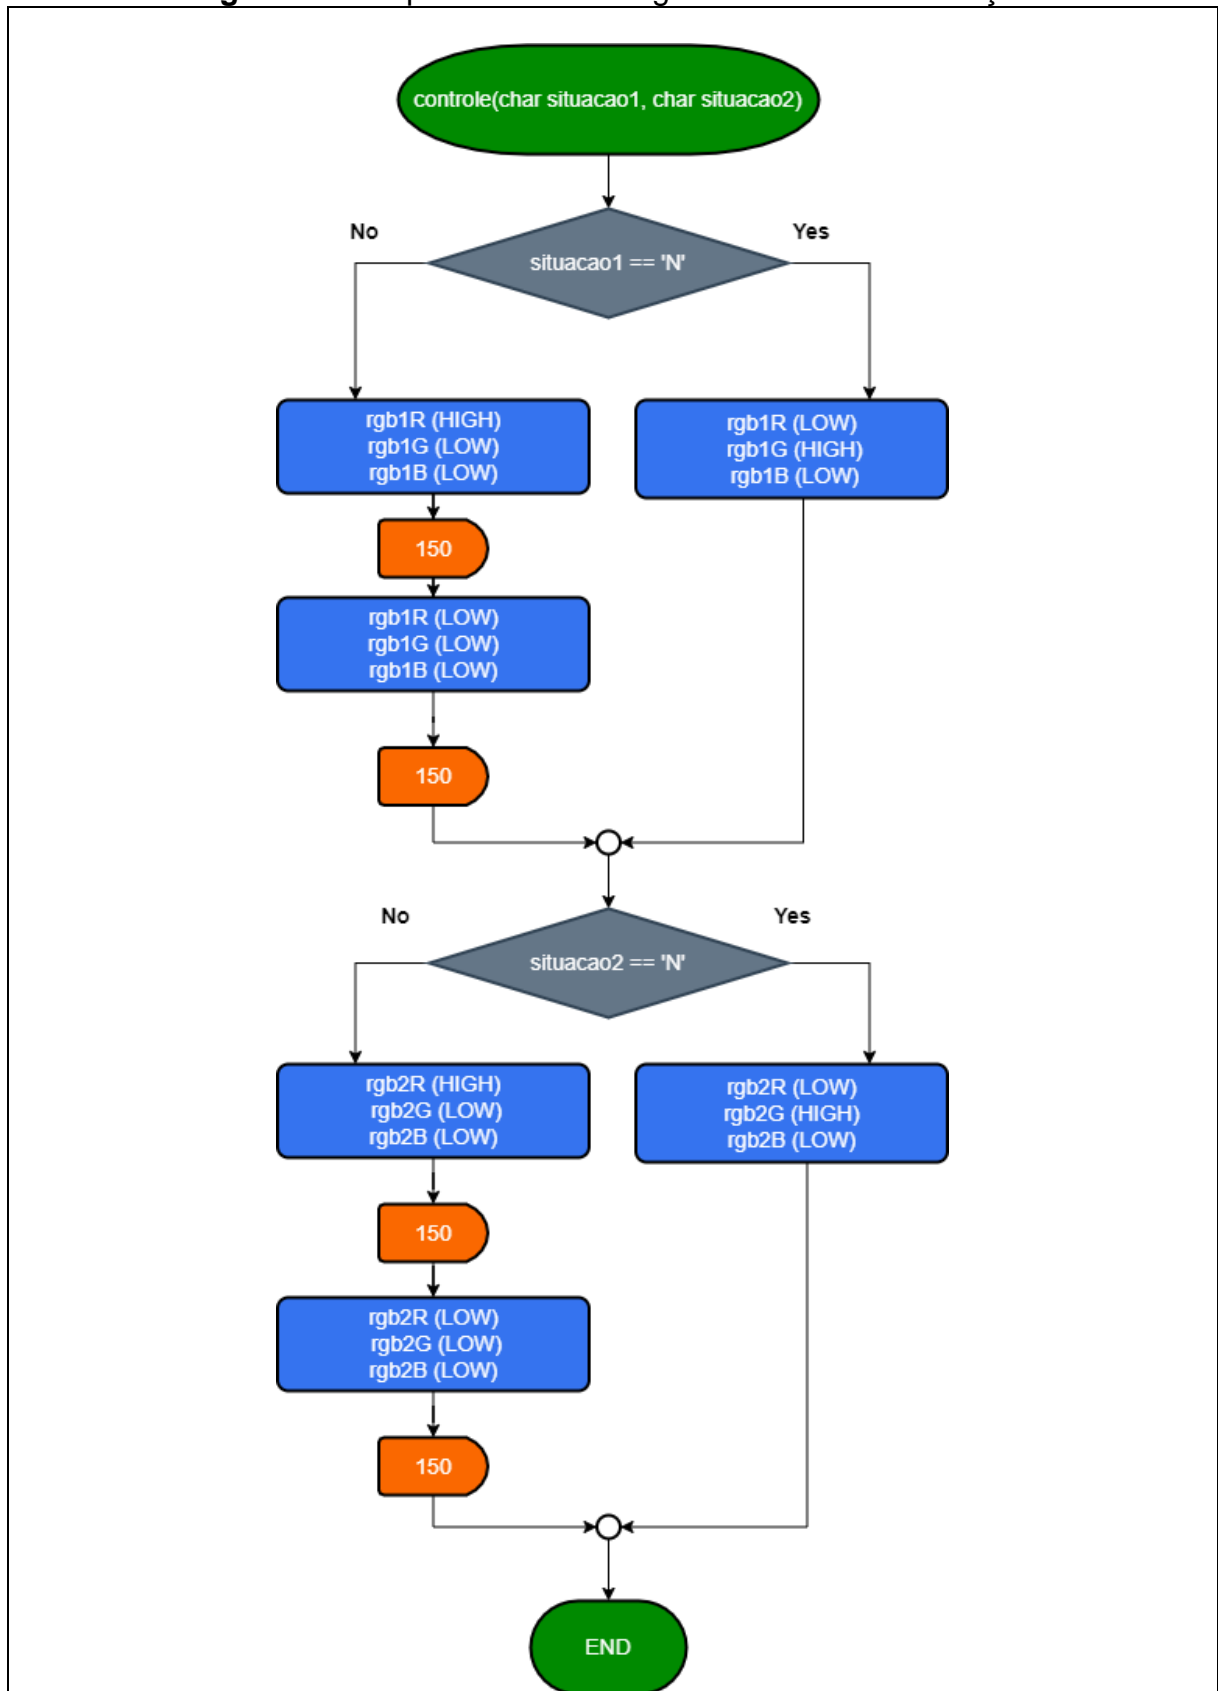 controle(char situacao1, char situacao2)
No
Yes
situacao1 == 'N'
rgb1R (HIGH)
rgb1G (LOW)
rgb1B (LOW)
rgb1R (LOW)
rgb1G (HIGH)
rgb1B (LOW)
150
rgb1R (LOW)
rgb1G (LOW)
rgb1B (LOW)
150
No
Yes
situacao2 == 'N'
rgb2R (HIGH)
rgb2G (LOW)
rgb2B (LOW)
rgb2R (LOW)
rgb2G (HIGH)
rgb2B (LOW)
150
rgb2R (LOW)
rgb2G (LOW)
rgb2B (LOW)
150
END